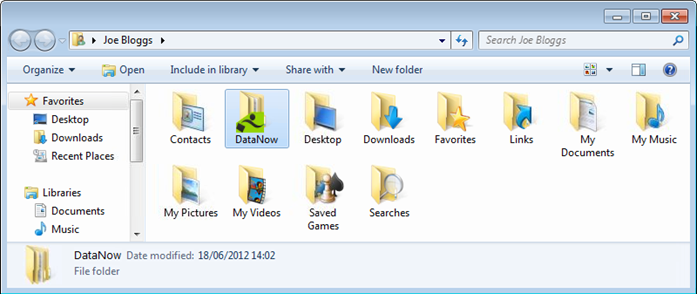 Joe Bloggs
Search Joe Bloggs
Organize Open Include in library Share with New folder
Favorites
Desktop
Downloads
Recent Places
Libraries
Documents
Music
Contacts DataNow Desktop Downloads Favorites Links My Documents My Music
My Pictures My Videos Saved Games Searches
DataNow Date modified: 18/06/2012 14:02
File folder